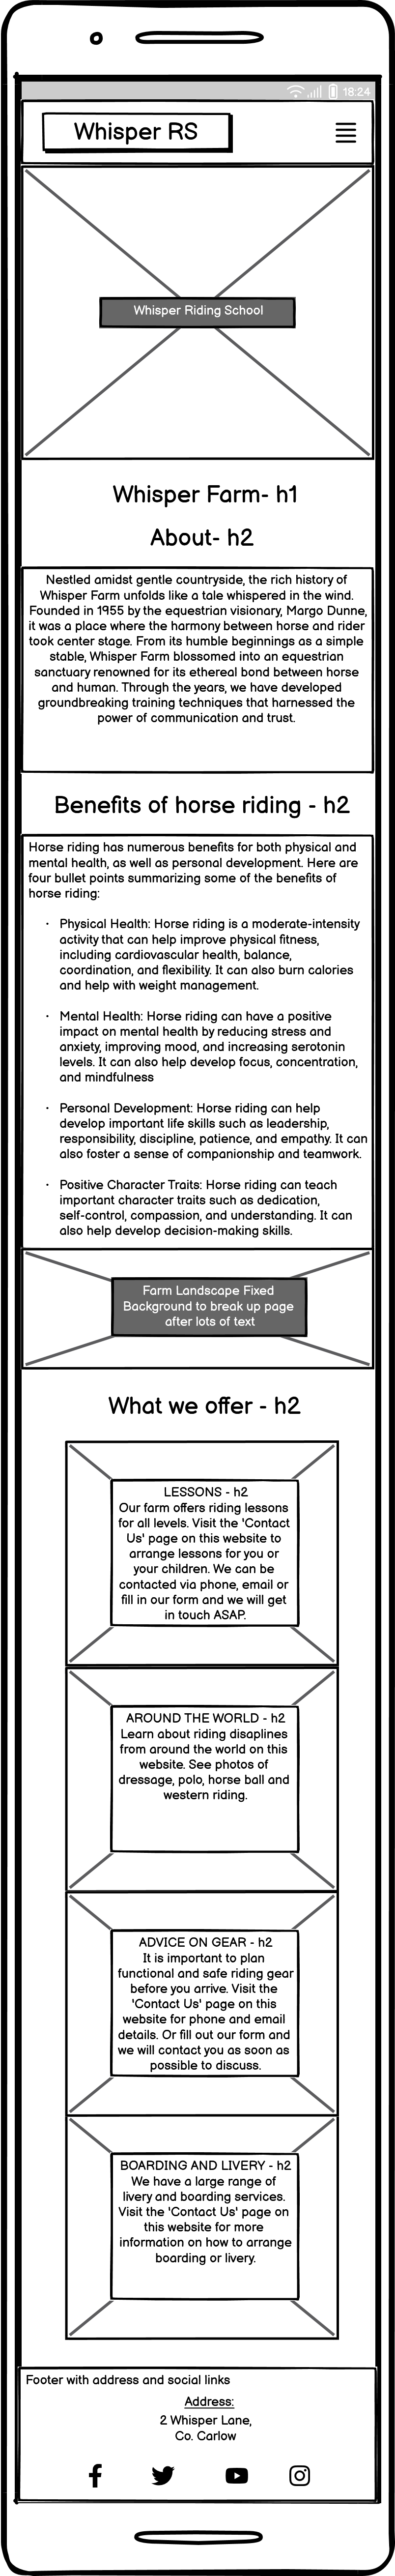 18:24
Whisper RS
Whisper Riding School
Whisper Farm- h1
About- h2
Nestled amidst gentle countryside, the rich history of
Whisper Farm unfolds like a tale whispered in the wind.
Founded in 1955 by the equestrian visionary, Margo Dunne,
it was a place where the harmony between horse and rider
took center stage. From its humble beginnings as a simple
stable, Whisper Farm blossomed into an equestrian
sanctuary renowned for its ethereal bond between horse
and human. Through the years, we have developed
groundbreaking training techniques that harnessed the
power of communication and trust.
Benefits of horse riding - h2
Horse riding has numerous benefits for both physical and
mental health, as well as personal development. Here are
four bullet points summarizing some of the benefits of
horse riding:
· Physical Health: Horse riding is a moderate-intensity
activity that can help improve physical fitness,
including cardiovascular health, balance,
coordination, and flexibility. It can also burn calories
and help with weight management.
· Mental Health: Horse riding can have a positive
impact on mental health by reducing stress and
anxiety, improving mood, and increasing serotonin
levels. It can also help develop focus, concentration,
and mindfulness
· Personal Development: Horse riding can help
develop important life skills such as leadership,
responsibility, discipline, patience, and empathy. It can
also foster a sense of companionship and teamwork.
· Positive Character Traits: Horse riding can teach
important character traits such as dedication,
self-control, compassion, and understanding. It can
also help develop decision-making skills.
Farm Landscape Fixed
Background to break up page
after lots of text
What we offer - h2
LESSONS - h2
Our farm offers riding lessons
for all levels. Visit the 'Contact
Us' page on this website to
arrange lessons for you or
your children. We can be
contacted via phone, email or
fill in our form and we will get
in touch ASAP.
AROUND THE WORLD - h2
Learn about riding disaplines
from around the world on this
website. See photos of
dressage, polo, horse ball and
western riding.
ADVICE ON GEAR - h2
It is important to plan
functional and safe riding gear
before you arrive. Visit the
'Contact Us' page on this
website for phone and email
details. Or fill out our form and
we will contact you as soon as
possible to discuss.
BOARDING AND LIVERY - h2
We have a large range of
livery and boarding services.
Visit the 'Contact Us' page on
this website for more
information on how to arrange
boarding or livery.
Footer with address and social links
Address:
2 Whisper Lane,
Co. Carlow